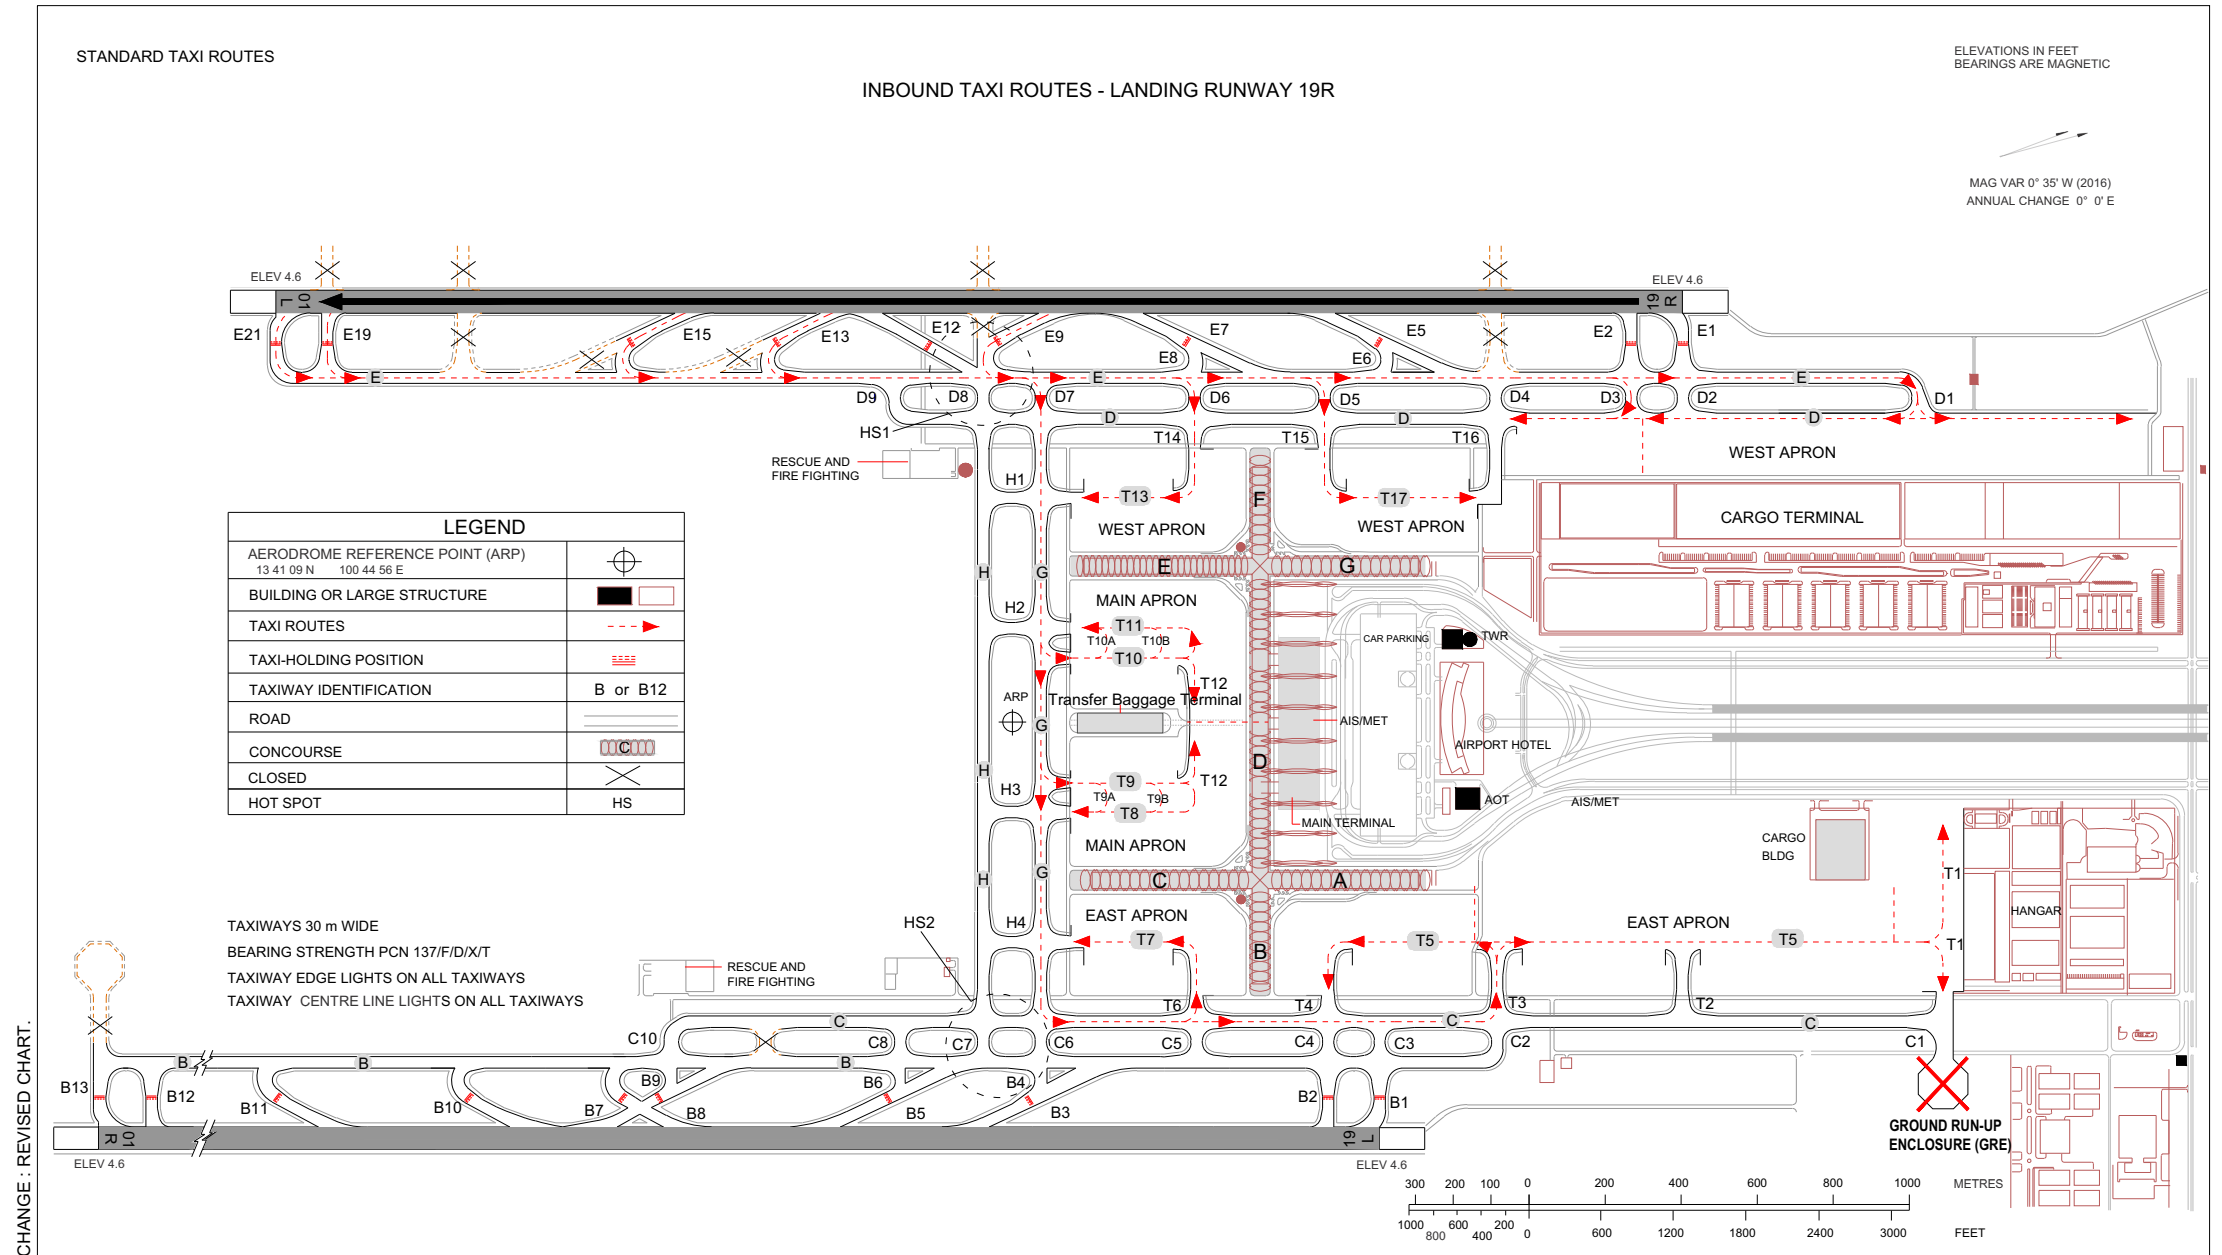 STANDARD TAXI ROUTES
ELEVATIONS IN FEET
BEARINGS ARE MAGNETIC
INBOUND TAXI ROUTES - LANDING RUNWAY 19R
MAG VAR 0° 35' W (2016)
ANNUAL CHANGE 0° 0' E
ELEV 4.6
ELEV 4.6
01 L
19 R
E21
E19
E15
E13
E12
E9
E8
E7
E6
E5
E2
E1
E
E
E
D9
D8
D7
D6
D5
D4
D3
D2
D1
D
D
D
HS1
T14
T15
T16
RESCUE AND
FIRE FIGHTING
H1
T13
F
T17
WEST APRON
WEST APRON
WEST APRON
CARGO TERMINAL
LEGEND
AERODROME REFERENCE POINT (ARP)
13 41 09 N 100 44 56 E
BUILDING OR LARGE STRUCTURE
TAXI ROUTES
TAXI-HOLDING POSITION
TAXIWAY IDENTIFICATION B or B12
ROAD
CONCOURSE C
CLOSED
HOT SPOT HS
H
G
E
G
H2
MAIN APRON
T11
T10A
T10B
T10
CAR PARKING
TWR
ARP
T12
Transfer Baggage Terminal
G
AIS/MET
AIRPORT HOTEL
H
D
H3
T9
T12
T9A
T9B
T8
AOT
AIS/MET
MAIN TERMINAL
MAIN APRON
CARGO
BLDG
H
G
C
A
T1
HANGAR
H4
EAST APRON
EAST APRON
HS2
T7
B
T5
T5
T1
TAXIWAYS 30 m WIDE
BEARING STRENGTH PCN 137/F/D/X/T
TAXIWAY EDGE LIGHTS ON ALL TAXIWAYS
TAXIWAY CENTRE LINE LIGHTS ON ALL TAXIWAYS
RESCUE AND
FIRE FIGHTING
T6
T4
T3
T2
C
C
C
C10
C8
C7
C6
C5
C4
C3
C2
C1
B
B
B
B13
B12
B11
B10
B9
B7
B8
B6
B5
B4
B3
B2
B1
01 R
19 L
ELEV 4.6
ELEV 4.6
GROUND RUN-UP
ENCLOSURE (GRE)
300 200 100 0 200 400 600 800 1000 METRES
1000 800 600 400 200 0 600 1200 1800 2400 3000 FEET
CHANGE : REVISED CHART.